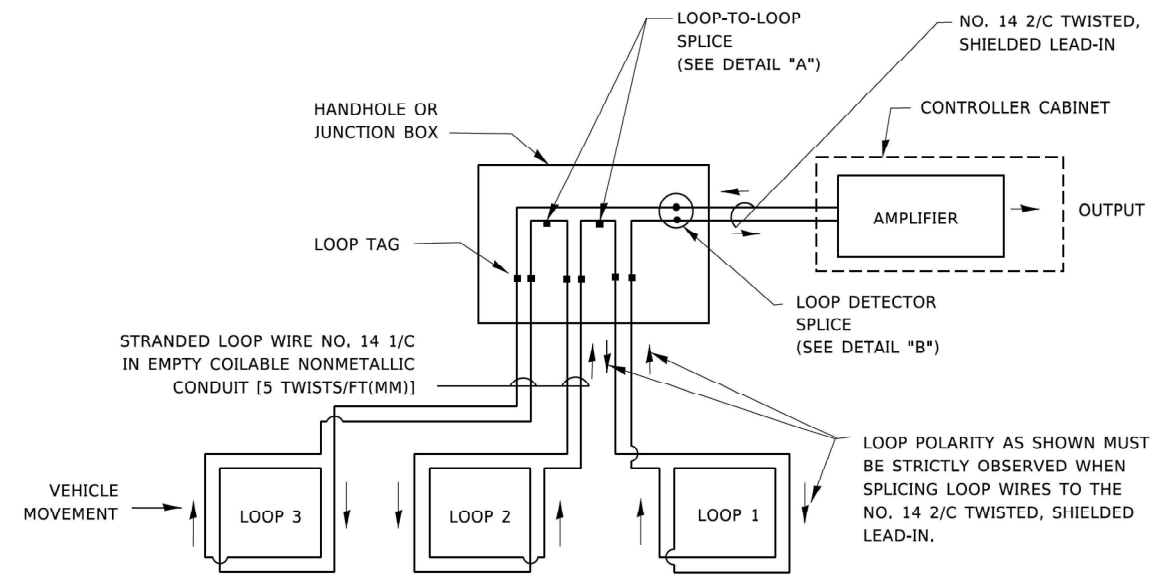 LOOP-TO-LOOP
SPLICE
(SEE DETAIL "A")
NO. 14 2/C TWISTED,
SHIELDED LEAD-IN
HANDHOLE OR
JUNCTION BOX
CONTROLLER CABINET
AMPLIFIER
OUTPUT
LOOP TAG
LOOP DETECTOR
SPLICE
(SEE DETAIL "B")
STRANDED LOOP WIRE NO. 14 1/C
IN EMPTY COILABLE NONMETALLIC
CONDUIT [5 TWISTS/FT(MM)]
LOOP POLARITY AS SHOWN MUST
BE STRICTLY OBSERVED WHEN
SPLICING LOOP WIRES TO THE
NO. 14 2/C TWISTED, SHIELDED
LEAD-IN.
VEHICLE
MOVEMENT
LOOP 3
LOOP 2
LOOP 1